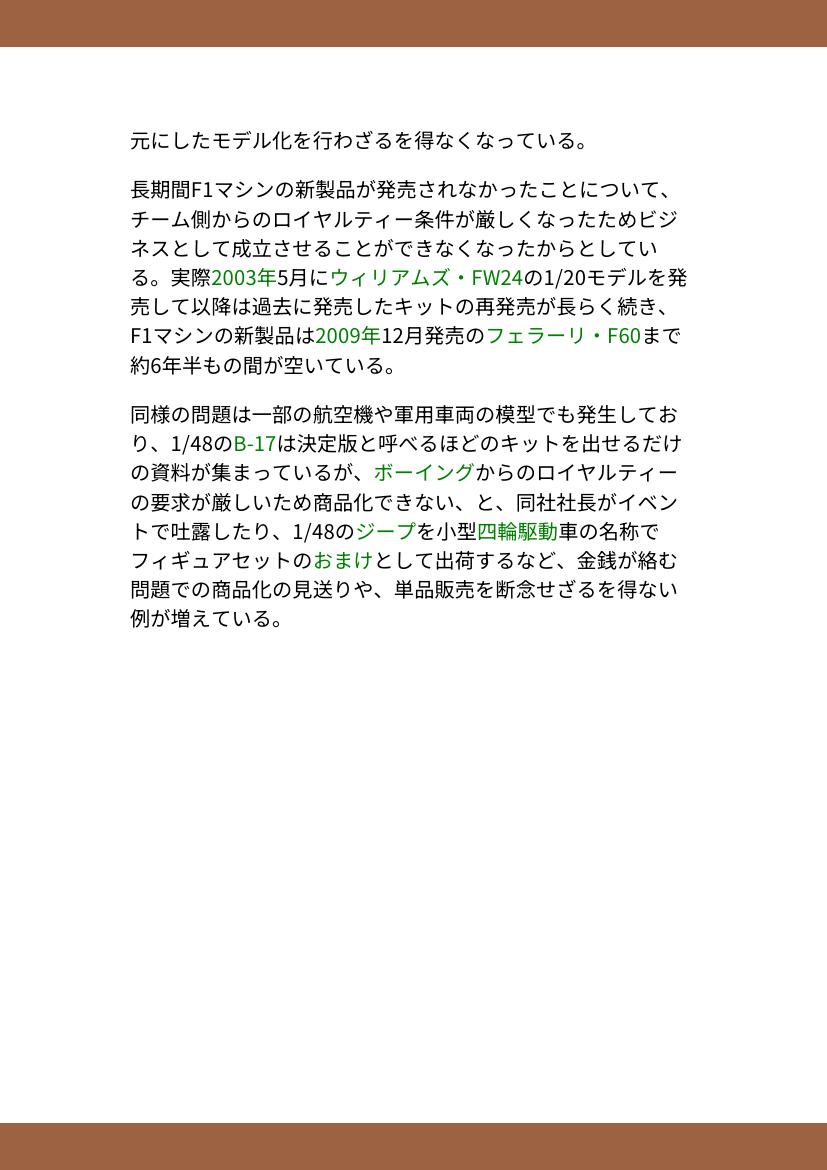 元にしたモデル化を行わざるを得なくなっている。
長期間F1マシンの新製品が発売されなかったことについて、
チーム側からのロイヤルティー条件が厳しくなったためビジ
ネスとして成立させることができなくなったからとしてい
る。実際2003年5月にウィリアムズ・FW24の1/20モデルを発
売して以降は過去に発売したキットの再発売が長らく続き、
F1マシンの新製品は2009年12月発売のフェラーリ・F60まで
約6年半もの間が空いている。
同様の問題は一部の航空機や軍用車両の模型でも発生してお
り、1/48のB-17は決定版と呼べるほどのキットを出せるだけ
の資料が集まっているが、ボーイングからのロイヤルティー
の要求が厳しいため商品化できない、と、同社社長がイベン
トで吐露したり、1/48のジープを小型四輪駆動車の名称で
フィギュアセットのおまけとして出荷するなど、金銭が絡む
問題での商品化の見送りや、単品販売を断念せざるを得ない
例が増えている。